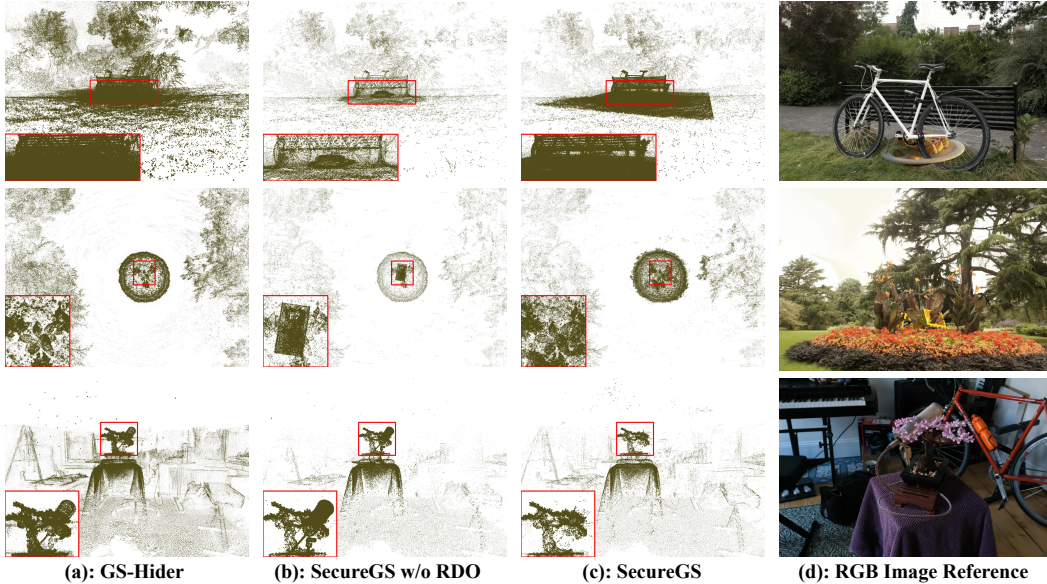 (a): GS-Hider
(b): SecureGS w/o RDO
(c): SecureGS
(d): RGB Image Reference